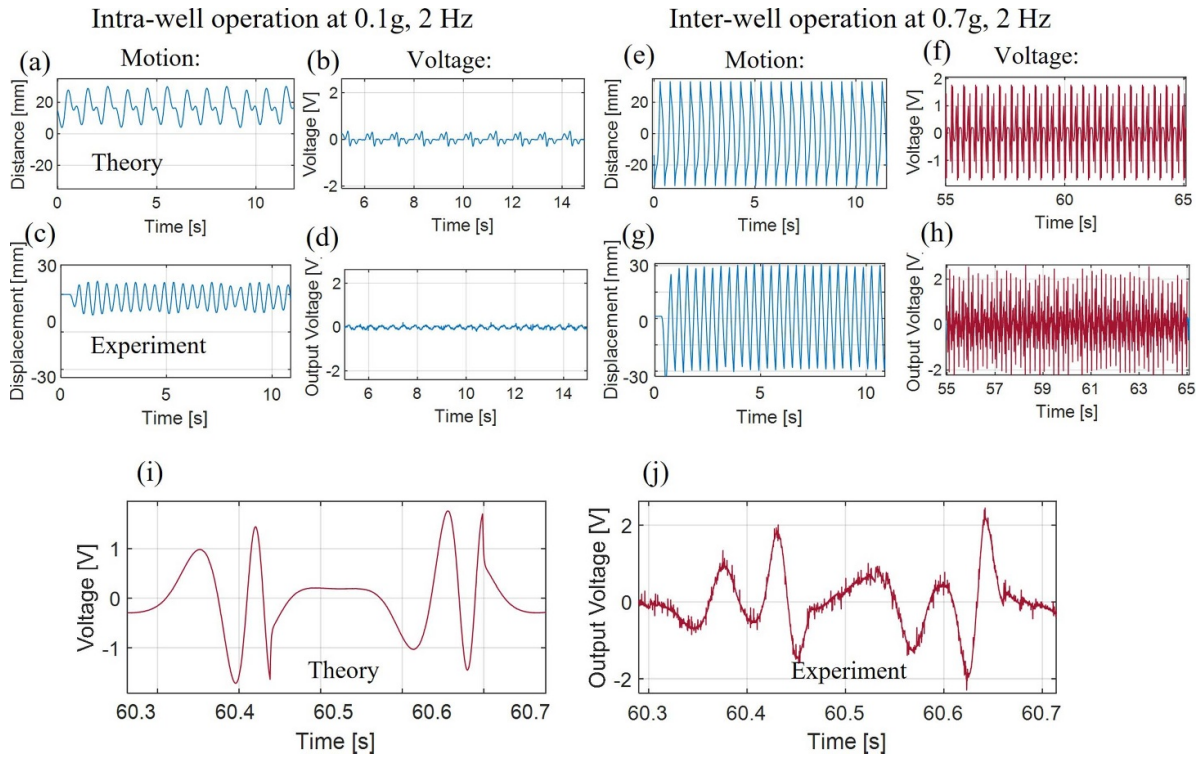 Intra-well operation at 0.1g, 2 Hz
Inter-well operation at 0.7g, 2 Hz
(a)
Motion:
Distance [mm]
20
0
-20
Theory
0
5
10
Time [s]
(b)
Voltage:
Voltage [V]
2
0
-2
6
8
10
12
14
Time [s]
(e)
Motion:
Distance [mm]
20
0
-20
0
5
10
Time [s]
(f)
Voltage:
Voltage [V]
2
1
0
-1
55
60
65
Time [s]
(c)
Displacement [mm]
30
0
-30
Experiment
0
5
10
Time [s]
(d)
Output Voltage [V]
2
0
-2
6
8
10
12
14
Time [s]
(g)
Displacement [mm]
30
0
-30
0
5
10
Time [s]
(h)
Output Voltage [V]
2
0
-2
55
57
59
61
63
65
Time [s]
(i)
Voltage [V]
1
0
-1
Theory
60.3
60.4
60.5
60.6
60.7
Time [s]
(j)
Output Voltage [V]
2
0
-2
Experiment
60.3
60.4
60.5
60.6
60.7
Time [s]